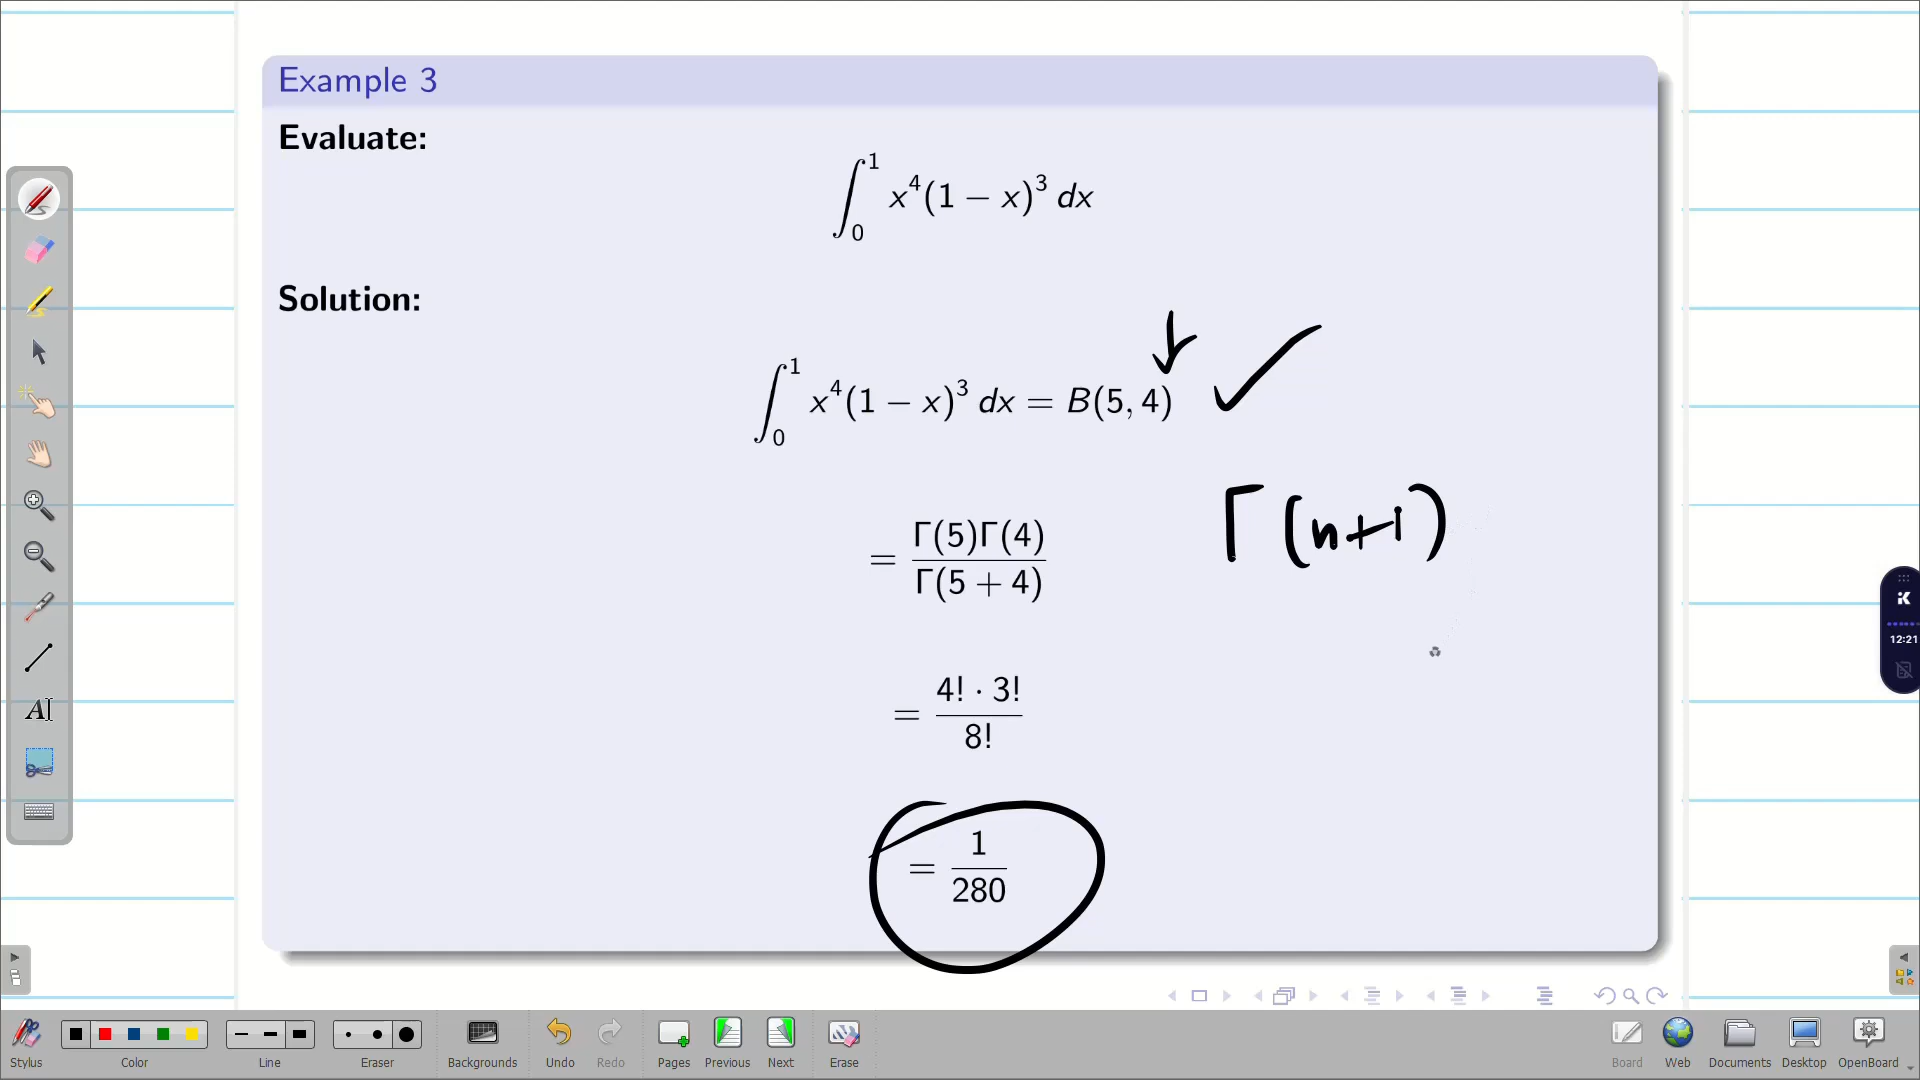 Example 3
Evaluate:
∫₀¹ x⁴(1 − x)³ dx
Solution:
∫₀¹ x⁴(1 − x)³ dx = B(5, 4)
= Γ(5)Γ(4) / Γ(5 + 4)
Γ(n+1)
= 4! · 3! / 8!
= 1 / 280
12:21
Stylus
Color
Line
Eraser
Backgrounds
Undo
Redo
Pages
Previous
Next
Erase
Board
Web
Documents
Desktop
OpenBoard